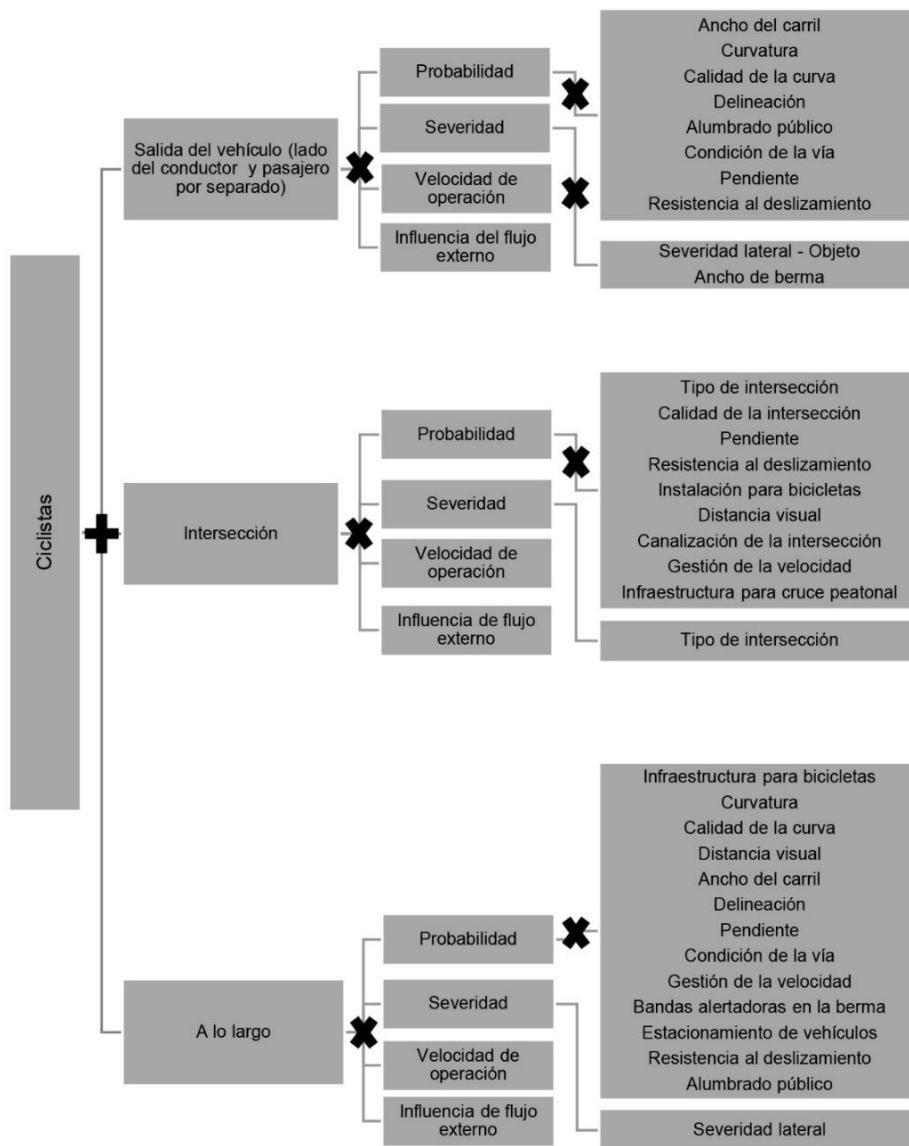 Ciclistas
Salida del vehículo (lado
del conductor y pasajero
por separado)
Probabilidad
Severidad
Velocidad de
operación
Influencia del flujo
externo
Ancho del carril
Curvatura
Calidad de la curva
Delineación
Alumbrado público
Condición de la vía
Pendiente
Resistencia al deslizamiento
Severidad lateral - Objeto
Ancho de berma
Intersección
Probabilidad
Severidad
Velocidad de
operación
Influencia de flujo
externo
Tipo de intersección
Calidad de la intersección
Pendiente
Resistencia al deslizamiento
Instalación para bicicletas
Distancia visual
Canalización de la intersección
Gestión de la velocidad
Infraestructura para cruce peatonal
Tipo de intersección
A lo largo
Probabilidad
Severidad
Velocidad de
operación
Influencia de flujo
externo
Infraestructura para bicicletas
Curvatura
Calidad de la curva
Distancia visual
Ancho del carril
Delineación
Pendiente
Condición de la vía
Gestión de la velocidad
Bandas alertadoras en la berma
Estacionamiento de vehículos
Resistencia al deslizamiento
Alumbrado público
Severidad lateral